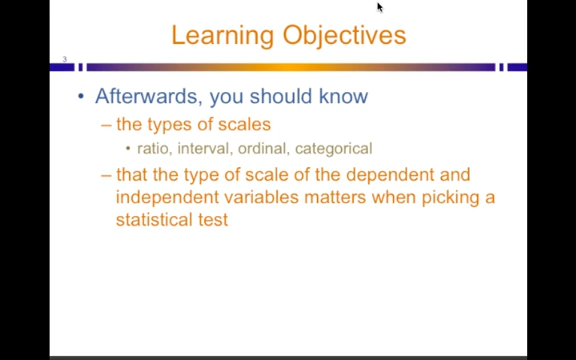 Learning Objectives
3
• Afterwards, you should know
– the types of scales
• ratio, interval, ordinal, categorical
– that the type of scale of the dependent and
independent variables matters when picking a
statistical test